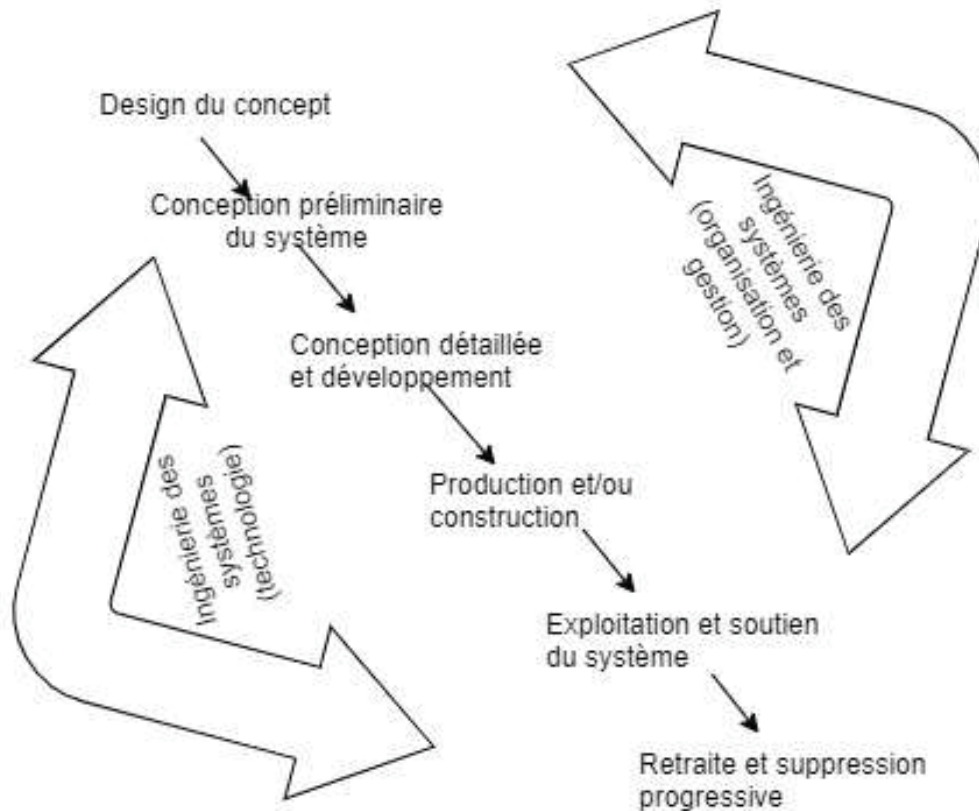 Design du concept
Conception préliminaire
du système
Conception détaillée
et développement
Production et/ou
construction
Exploitation et soutien
du système
Retraite et suppression
progressive
Ingénierie des
systèmes
(organisation et
gestion)
Ingénierie des
systèmes
(technologie)